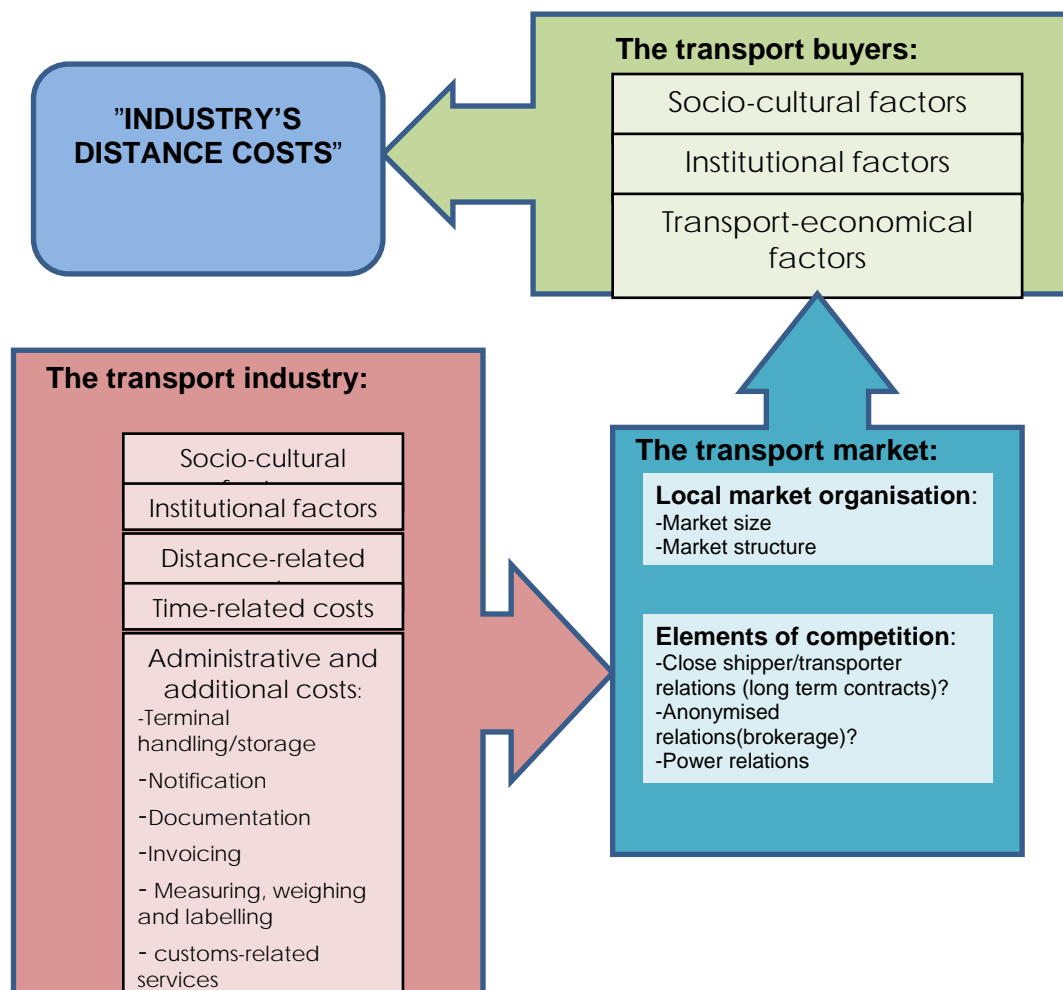 ”INDUSTRY’S
DISTANCE COSTS”
The transport buyers:
Socio-cultural factors
Institutional factors
Transport-economical
factors
The transport industry:
Socio-cultural
Institutional factors
Distance-related
Time-related costs
Administrative and
additional costs:
-Terminal
handling/storage
-Notification
-Documentation
-Invoicing
- Measuring, weighing
and labelling
- customs-related
services
The transport market:
Local market organisation:
-Market size
-Market structure
Elements of competition:
-Close shipper/transporter
relations (long term contracts)?
-Anonymised
relations(brokerage)?
-Power relations